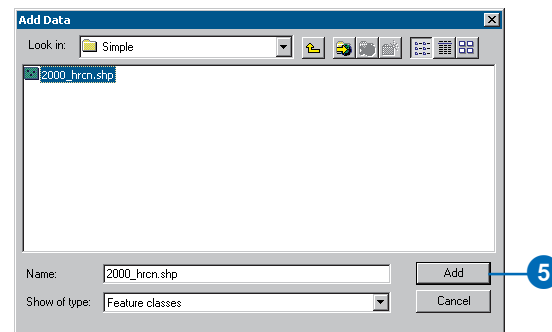 Add Data
Look in: Simple
2000_hrcn.shp
Name: 2000_hrcn.shp Add
5
Show of type: Feature classes Cancel